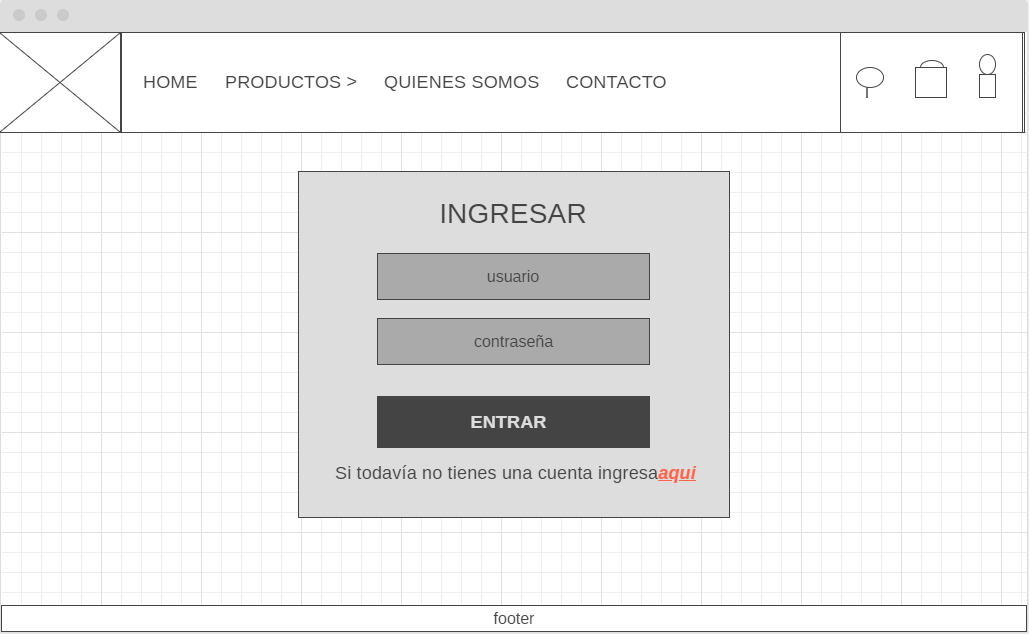 HOME PRODUCTOS > QUIENES SOMOS CONTACTO
INGRESAR
usuario
contraseña
ENTRAR
Si todavía no tienes una cuenta ingresaaqui
footer